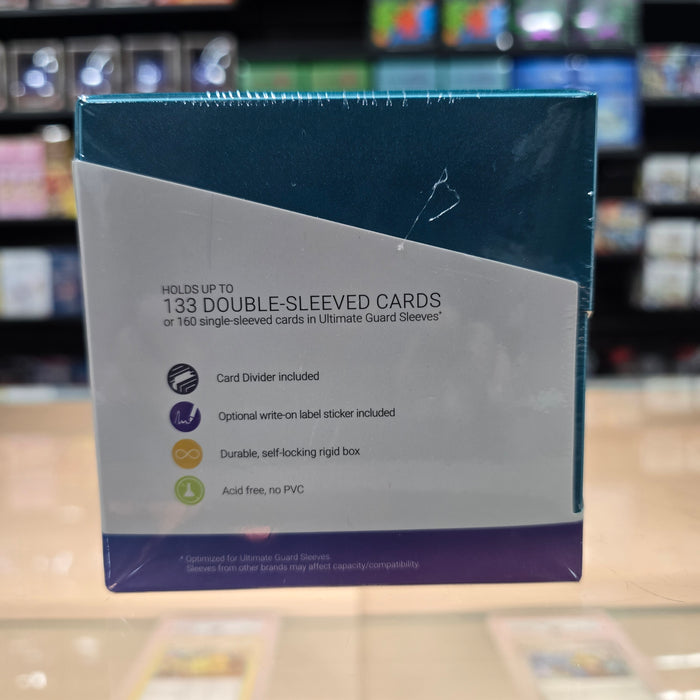 HOLDS UP TO
133 DOUBLE-SLEEVED CARDS
or 160 single-sleeved cards in Ultimate Guard Sleeves*
Card Divider included
Optional write-on label sticker included
Durable, self-locking rigid box
Acid free, no PVC
* Optimized for Ultimate Guard Sleeves.
Sleeves from other brands may affect capacity/compatibility.